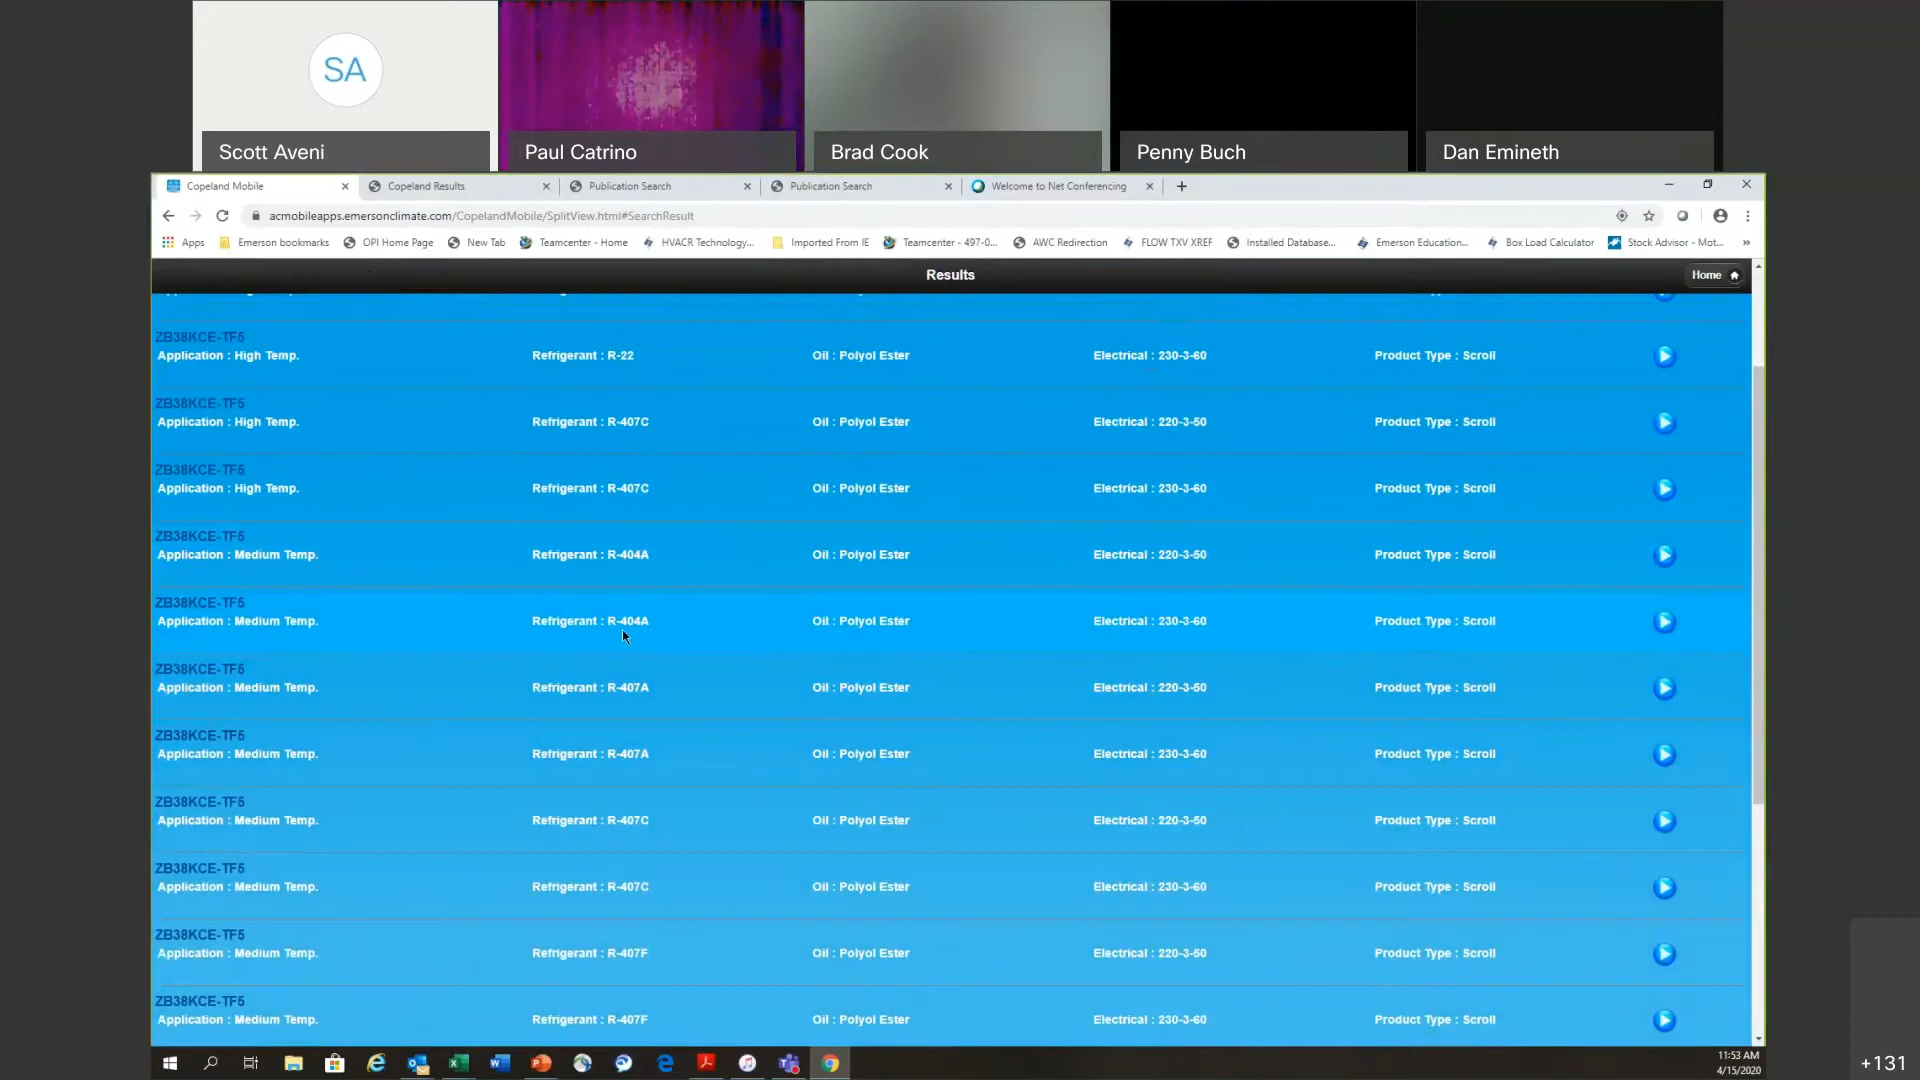 SA
Scott Aveni
Paul Catrino
Brad Cook
Penny Buch
Dan Emineth
Copeland Mobile
Copeland Results
Publication Search
Publication Search
Welcome to Net Conferencing
acmobileapps.emersonclimate.com/CopelandMobile/SplitView.html#SearchResult
Apps Emerson bookmarks OPI Home Page New Tab Teamcenter - Home HVACR Technology... Imported From IE Teamcenter - 497-0... AWC Redirection FLOW TXV XREF Installed Database... Emerson Education... Box Load Calculator Stock Advisor - Mot... »
Results
Home
ZB38KCE-TF5
Application : High Temp. Refrigerant : R-22 Oil : Polyol Ester Electrical : 230-3-60 Product Type : Scroll
ZB38KCE-TF5
Application : High Temp. Refrigerant : R-407C Oil : Polyol Ester Electrical : 220-3-50 Product Type : Scroll
ZB38KCE-TF5
Application : High Temp. Refrigerant : R-407C Oil : Polyol Ester Electrical : 230-3-60 Product Type : Scroll
ZB38KCE-TF5
Application : Medium Temp. Refrigerant : R-404A Oil : Polyol Ester Electrical : 220-3-50 Product Type : Scroll
ZB38KCE-TF5
Application : Medium Temp. Refrigerant : R-404A Oil : Polyol Ester Electrical : 230-3-60 Product Type : Scroll
ZB38KCE-TF5
Application : Medium Temp. Refrigerant : R-407A Oil : Polyol Ester Electrical : 220-3-50 Product Type : Scroll
ZB38KCE-TF5
Application : Medium Temp. Refrigerant : R-407A Oil : Polyol Ester Electrical : 230-3-60 Product Type : Scroll
ZB38KCE-TF5
Application : Medium Temp. Refrigerant : R-407C Oil : Polyol Ester Electrical : 220-3-50 Product Type : Scroll
ZB38KCE-TF5
Application : Medium Temp. Refrigerant : R-407C Oil : Polyol Ester Electrical : 230-3-60 Product Type : Scroll
ZB38KCE-TF5
Application : Medium Temp. Refrigerant : R-407F Oil : Polyol Ester Electrical : 220-3-50 Product Type : Scroll
ZB38KCE-TF5
Application : Medium Temp. Refrigerant : R-407F Oil : Polyol Ester Electrical : 230-3-60 Product Type : Scroll
11:53 AM
4/15/2020
+131